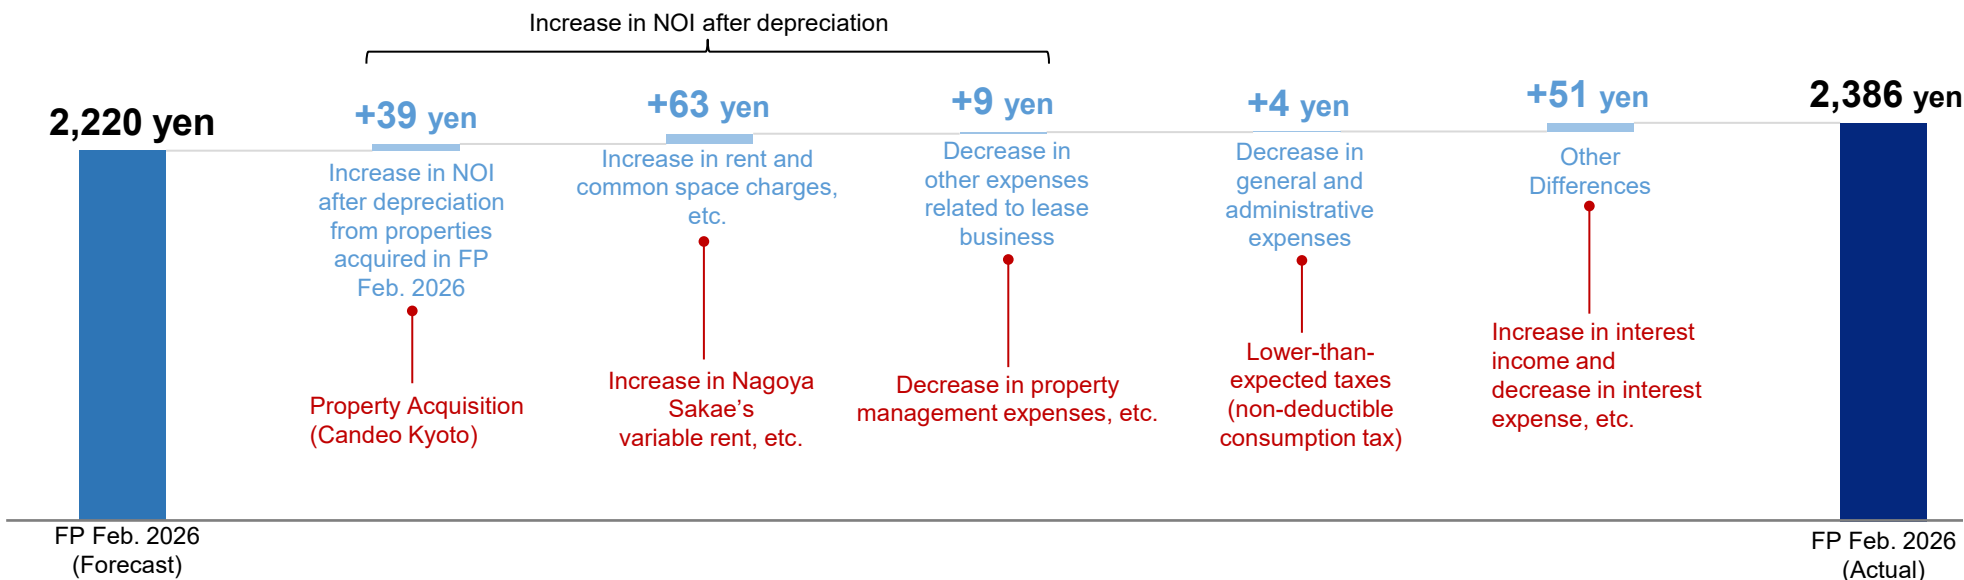 Increase in NOI after depreciation
2,220 yen
+39 yen
+63 yen
+9 yen
+4 yen
+51 yen
2,386 yen
Increase in NOI
after depreciation
from properties
acquired in FP
Feb. 2026
Increase in rent and
common space charges,
etc.
Decrease in
other expenses
related to lease
business
Decrease in
general and
administrative
expenses
Other
Differences
Property Acquisition
(Candeo Kyoto)
Increase in Nagoya
Sakae’s
variable rent, etc.
Decrease in property
management expenses, etc.
Lower-than-
expected taxes
(non-deductible
consumption tax)
Increase in interest
income and
decrease in interest
expense, etc.
FP Feb. 2026
(Forecast)
FP Feb. 2026
(Actual)